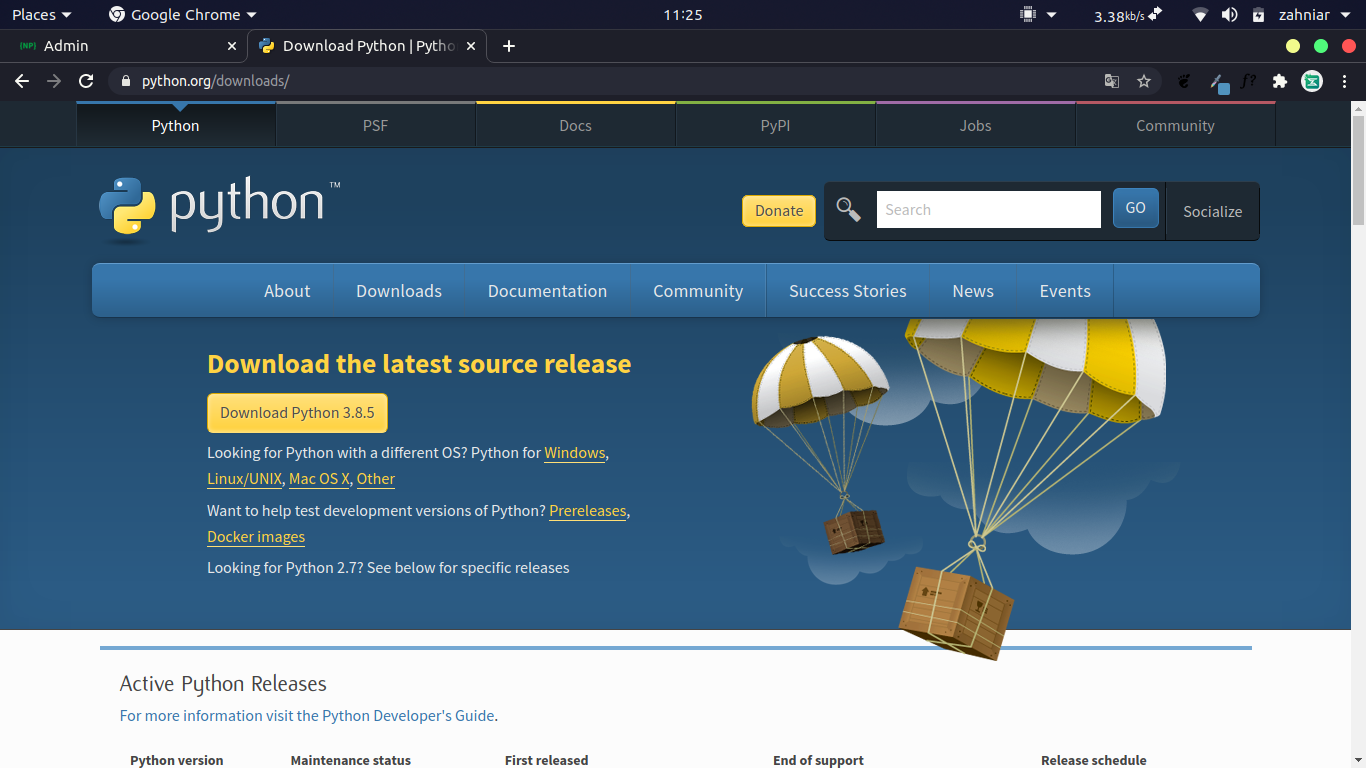 Places Google Chrome 11:25 3.38kb/s zahniar
(NP) Admin Download Python | Pytho
python.org/downloads/ f?
Python PSF Docs PyPI Jobs Community
python™ Donate Search GO Socialize
About Downloads Documentation Community Success Stories News Events
Download the latest source release
Download Python 3.8.5
Looking for Python with a different OS? Python for Windows,
Linux/UNIX, Mac OS X, Other
Want to help test development versions of Python? Prereleases,
Docker images
Looking for Python 2.7? See below for specific releases
Active Python Releases
For more information visit the Python Developer's Guide.
Python version Maintenance status First released End of support Release schedule